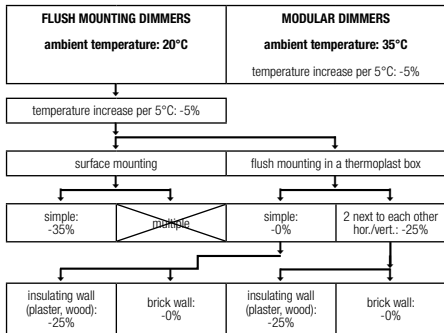 FLUSH MOUNTING DIMMERS
ambient temperature: 20°C
MODULAR DIMMERS
ambient temperature: 35°C
temperature increase per 5°C: -5%
temperature increase per 5°C: -5%
surface mounting
flush mounting in a thermoplast box
simple:
-35%
multiple
simple:
-0%
2 next to each other
hor./vert.: -25%
insulating wall
(plaster, wood):
-25%
brick wall:
-0%
insulating wall
(plaster, wood):
-25%
brick wall:
-0%